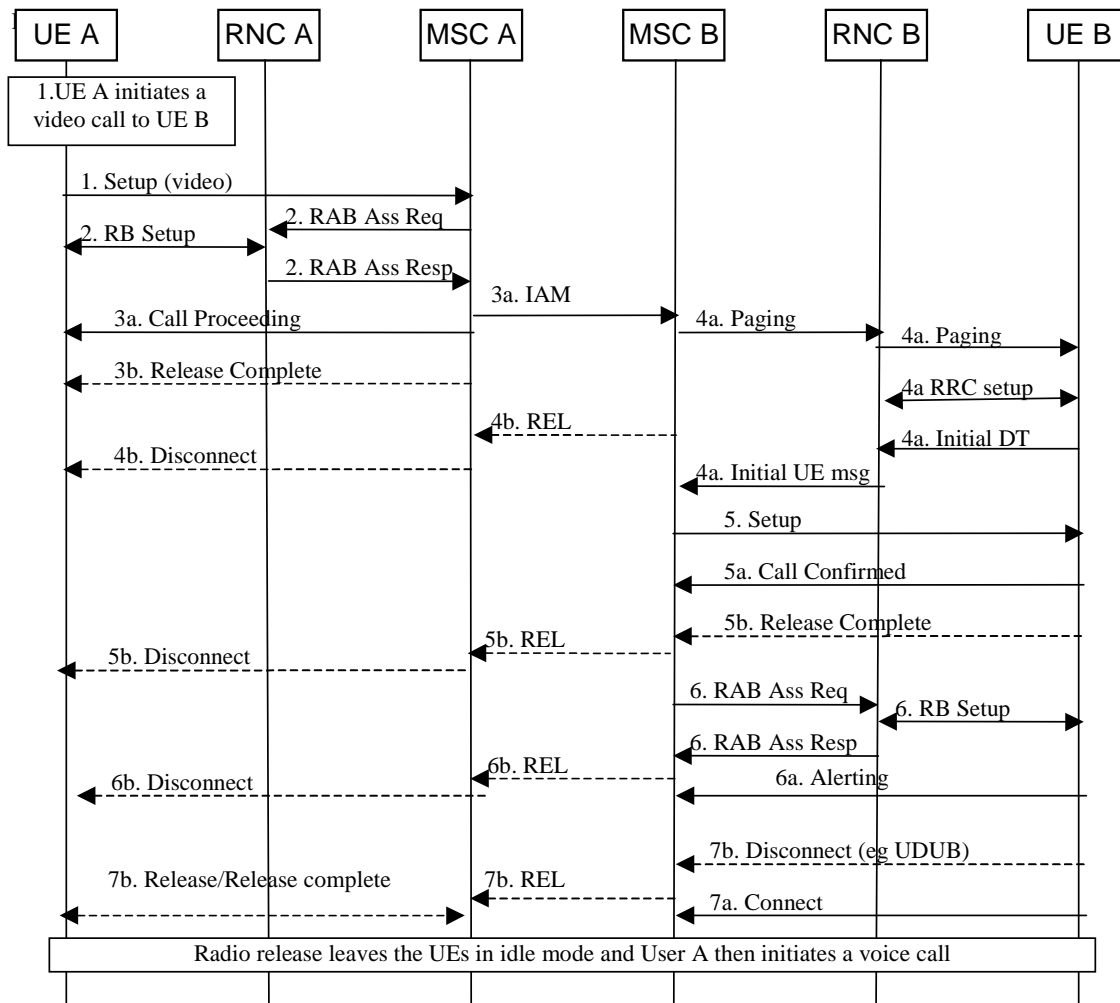 UE A
RNC A
MSC A
MSC B
RNC B
UE B
1.UE A initiates a
video call to UE B
1. Setup (video)
2. RAB Ass Req
2. RB Setup
2. RAB Ass Resp
3a. IAM
3a. Call Proceeding
4a. Paging
4a. Paging
3b. Release Complete
4a RRC setup
4b. REL
4a. Initial DT
4b. Disconnect
4a. Initial UE msg
5. Setup
5a. Call Confirmed
5b. Release Complete
5b. REL
5b. Disconnect
6. RAB Ass Req
6. RB Setup
6. RAB Ass Resp
6b. REL
6b. Disconnect
6a. Alerting
7b. Disconnect (eg UDUB)
7b. Release/Release complete
7b. REL
7a. Connect
Radio release leaves the UEs in idle mode and User A then initiates a voice call